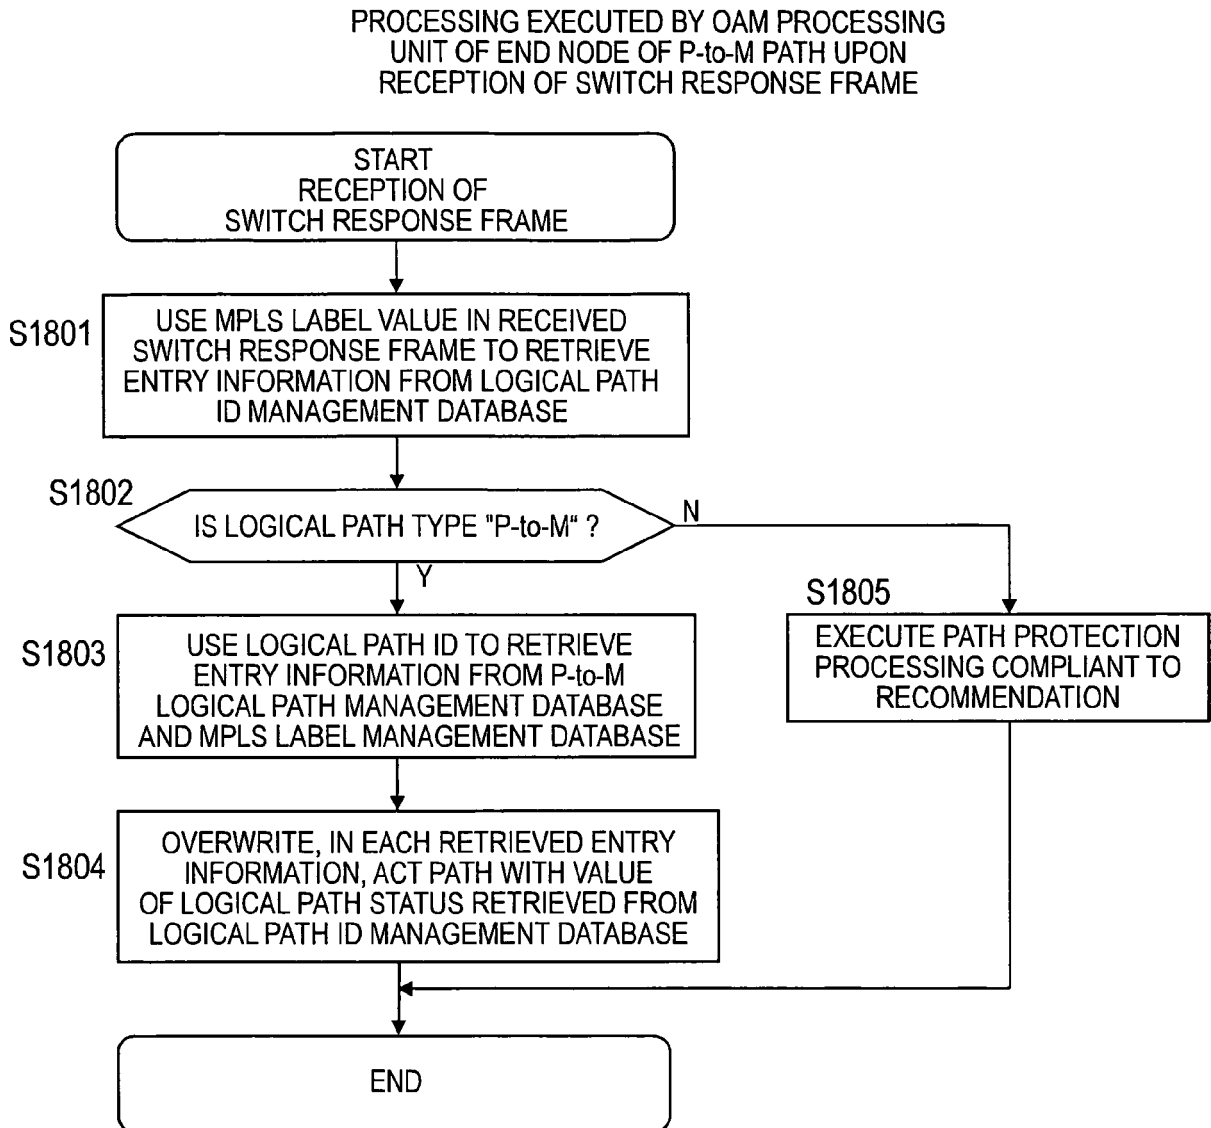 PROCESSING EXECUTED BY OAM PROCESSING
UNIT OF END NODE OF P-to-M PATH UPON
RECEPTION OF SWITCH RESPONSE FRAME
START
RECEPTION OF
SWITCH RESPONSE FRAME
S1801
USE MPLS LABEL VALUE IN RECEIVED
SWITCH RESPONSE FRAME TO RETRIEVE
ENTRY INFORMATION FROM LOGICAL PATH
ID MANAGEMENT DATABASE
S1802
IS LOGICAL PATH TYPE "P-to-M" ?
N
Y
S1803
USE LOGICAL PATH ID TO RETRIEVE
ENTRY INFORMATION FROM P-to-M
LOGICAL PATH MANAGEMENT DATABASE
AND MPLS LABEL MANAGEMENT DATABASE
S1805
EXECUTE PATH PROTECTION
PROCESSING COMPLIANT TO
RECOMMENDATION
S1804
OVERWRITE, IN EACH RETRIEVED ENTRY
INFORMATION, ACT PATH WITH VALUE
OF LOGICAL PATH STATUS RETRIEVED FROM
LOGICAL PATH ID MANAGEMENT DATABASE
END